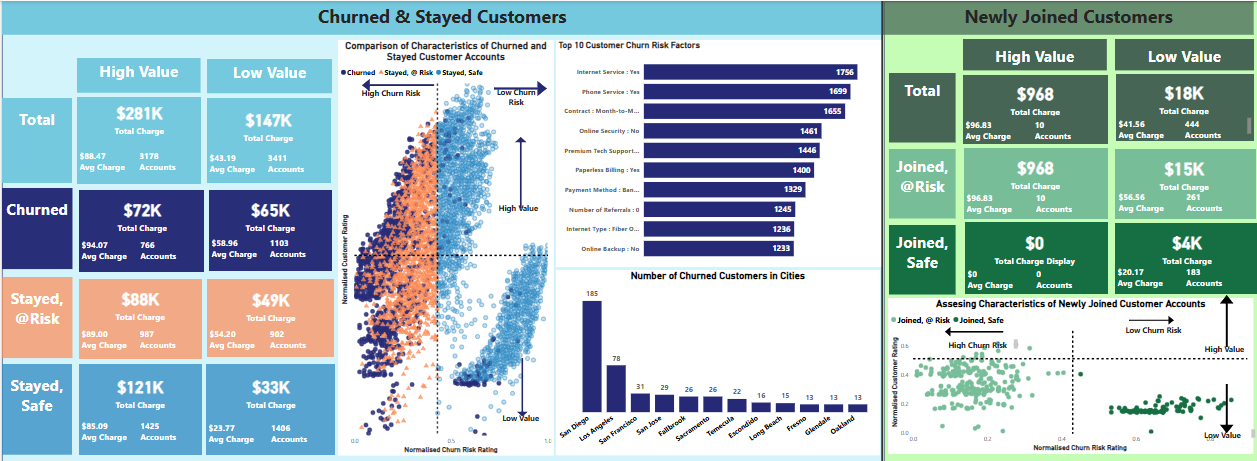 Churned & Stayed Customers
High Value
Low Value
Total
$281K
Total Charge
$88.47 3178
Avg Charge Accounts
$147K
Total Charge
$43.19 3411
Avg Charge Accounts
Churned
$72K
Total Charge
$94.07 766
Avg Charge Accounts
$65K
Total Charge
$58.96 1103
Avg Charge Accounts
Stayed,
@Risk
$88K
Total Charge
$89.00 987
Avg Charge Accounts
$49K
Total Charge
$54.20 902
Avg Charge Accounts
Stayed,
Safe
$121K
Total Charge
$85.09 1425
Avg Charge Accounts
$33K
Total Charge
$23.77 1406
Avg Charge Accounts
Comparison of Characteristics of Churned and
Stayed Customer Accounts
Churned Stayed, @ Risk Stayed, Safe
High Churn Risk
Low Churn
Risk
High Value
Low Value
Normalised Customer Rating
0.0 0.5 1.0
Normalised Churn Risk Rating
Top 10 Customer Churn Risk Factors
Internet Service : Yes 1756
Phone Service : Yes 1699
Contract : Month-to-M... 1655
Online Security : No 1461
Premium Tech Support... 1446
Paperless Billing : Yes 1400
Payment Method : Ban... 1329
Number of Referrals : 0 1245
Internet Type : Fiber O... 1236
Online Backup : No 1233
Number of Churned Customers in Cities
185 78 31 29 26 26 22 16 15 13 13 13
San Diego
Los Angeles
San Francisco
San Jose
Fallbrook
Sacramento
Temecula
Escondido
Long Beach
Fresno
Glendale
Oakland
Newly Joined Customers
High Value
Low Value
Total
$968
Total Charge
$96.83 10
Avg Charge Accounts
$18K
Total Charge
$41.56 444
Avg Charge Accounts
Joined,
@Risk
$968
Total Charge
$96.83 10
Avg Charge Accounts
$15K
Total Charge
$56.56 261
Avg Charge Accounts
Joined,
Safe
$0
Total Charge Display
$0 0
Avg Charge Accounts
$4K
Total Charge
$20.17 183
Avg Charge Accounts
Assesing Characteristics of Newly Joined Customer Accounts
Joined, @ Risk Joined, Safe
High Churn Risk
Low Churn Risk
High Value
Low Value
Normalised Customer Rating
0.4
0.2
0.0
0.0 0.2 0.4 0.6
Normalised Churn Risk Rating